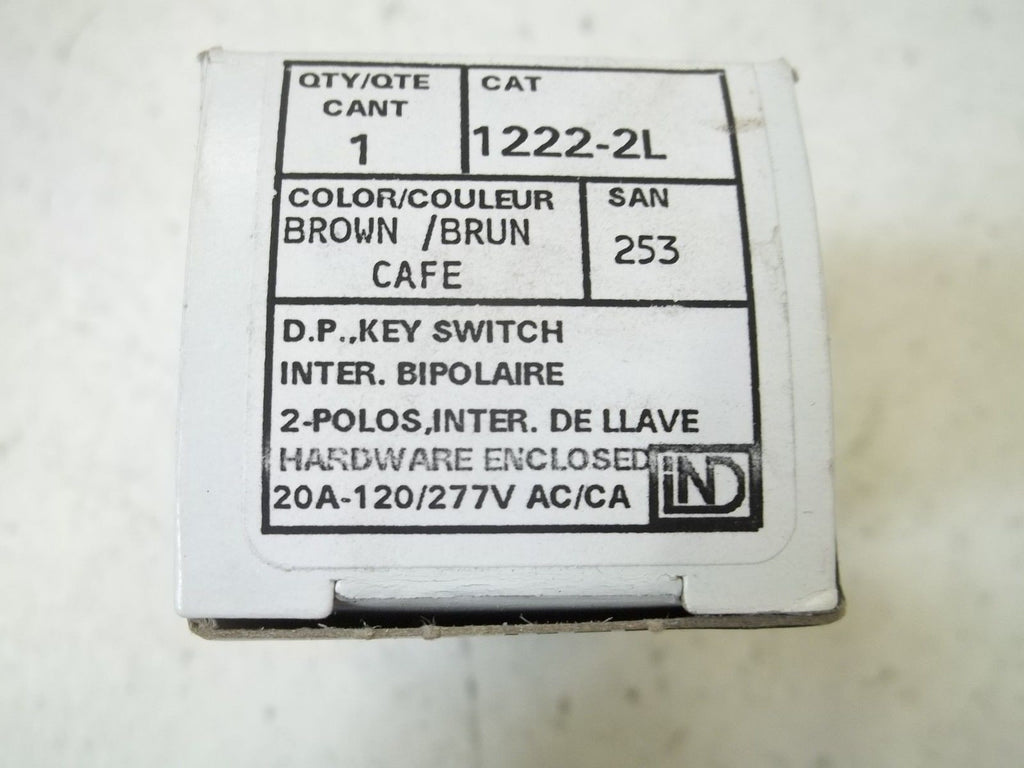 QTY/QTE
CANT
1
CAT
1222-2L
COLOR/COULEUR
BROWN /BRUN
CAFE
SAN
253
D.P.,KEY SWITCH
INTER. BIPOLAIRE
2-POLOS,INTER. DE LLAVE
HARDWARE ENCLOSED
20A-120/277V AC/CA
IND